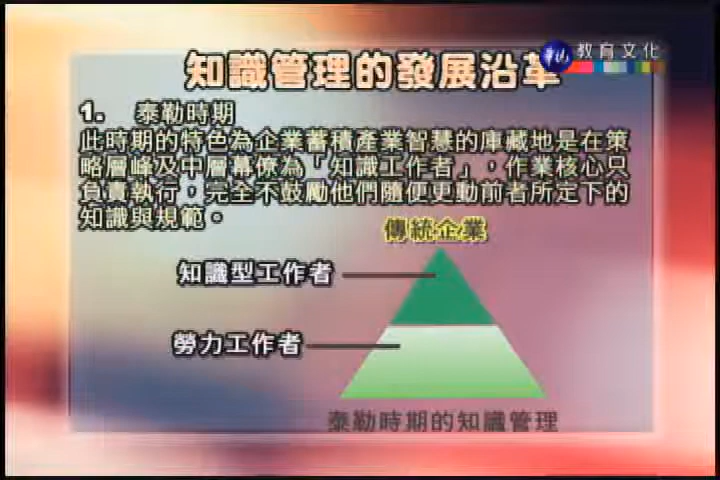 華視 教育文化
知識管理的發展沿革
1. 泰勒時期
此時期的特色為企業蓄積產業智慧的庫藏地是在策
略層峰及中層幕僚為「知識工作者」，作業核心只
負責執行，完全不鼓勵他們隨便更動前者所定下的
知識與規範。
傳統企業
知識型工作者
勞力工作者
泰勒時期的知識管理